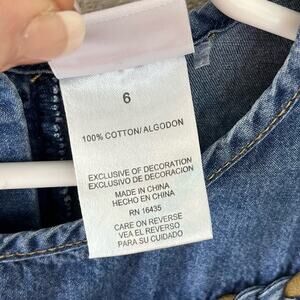 6
100% COTTON/ALGODON
EXCLUSIVE OF DECORATION
EXCLUSIVO DE DECORACION
MADE IN CHINA
HECHO EN CHINA
RN 16435
CARE ON REVERSE
VEA EL REVERSO
PARA SU CUIDADO